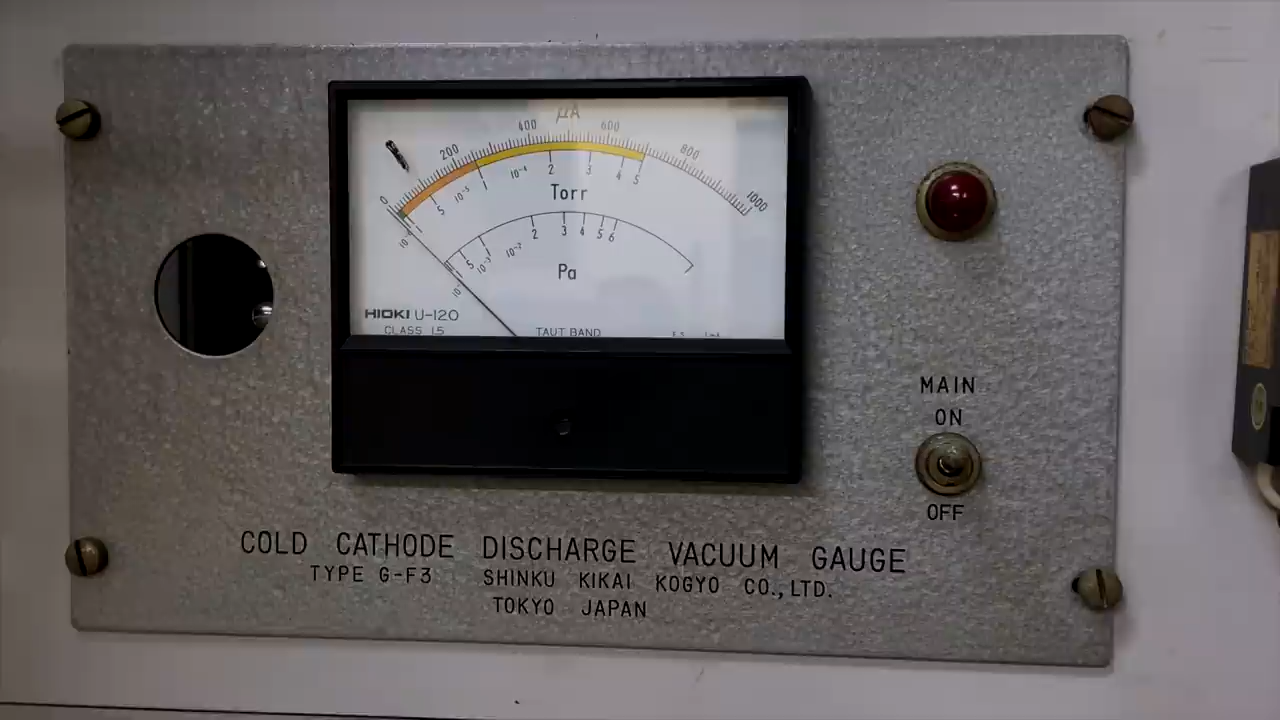 µA
0 200 400 600 800 1000
5 10⁻⁵ 1 10⁻⁴ 2 3 4 5
Torr
5 10⁻³ 1 10⁻² 2 3 4 5 6
Pa
HIOKI U-120
CLASS 1.5 TAUT BAND
MAIN
ON
OFF
COLD CATHODE DISCHARGE VACUUM GAUGE
TYPE G-F3 SHINKU KIKAI KOGYO CO.,LTD.
TOKYO JAPAN